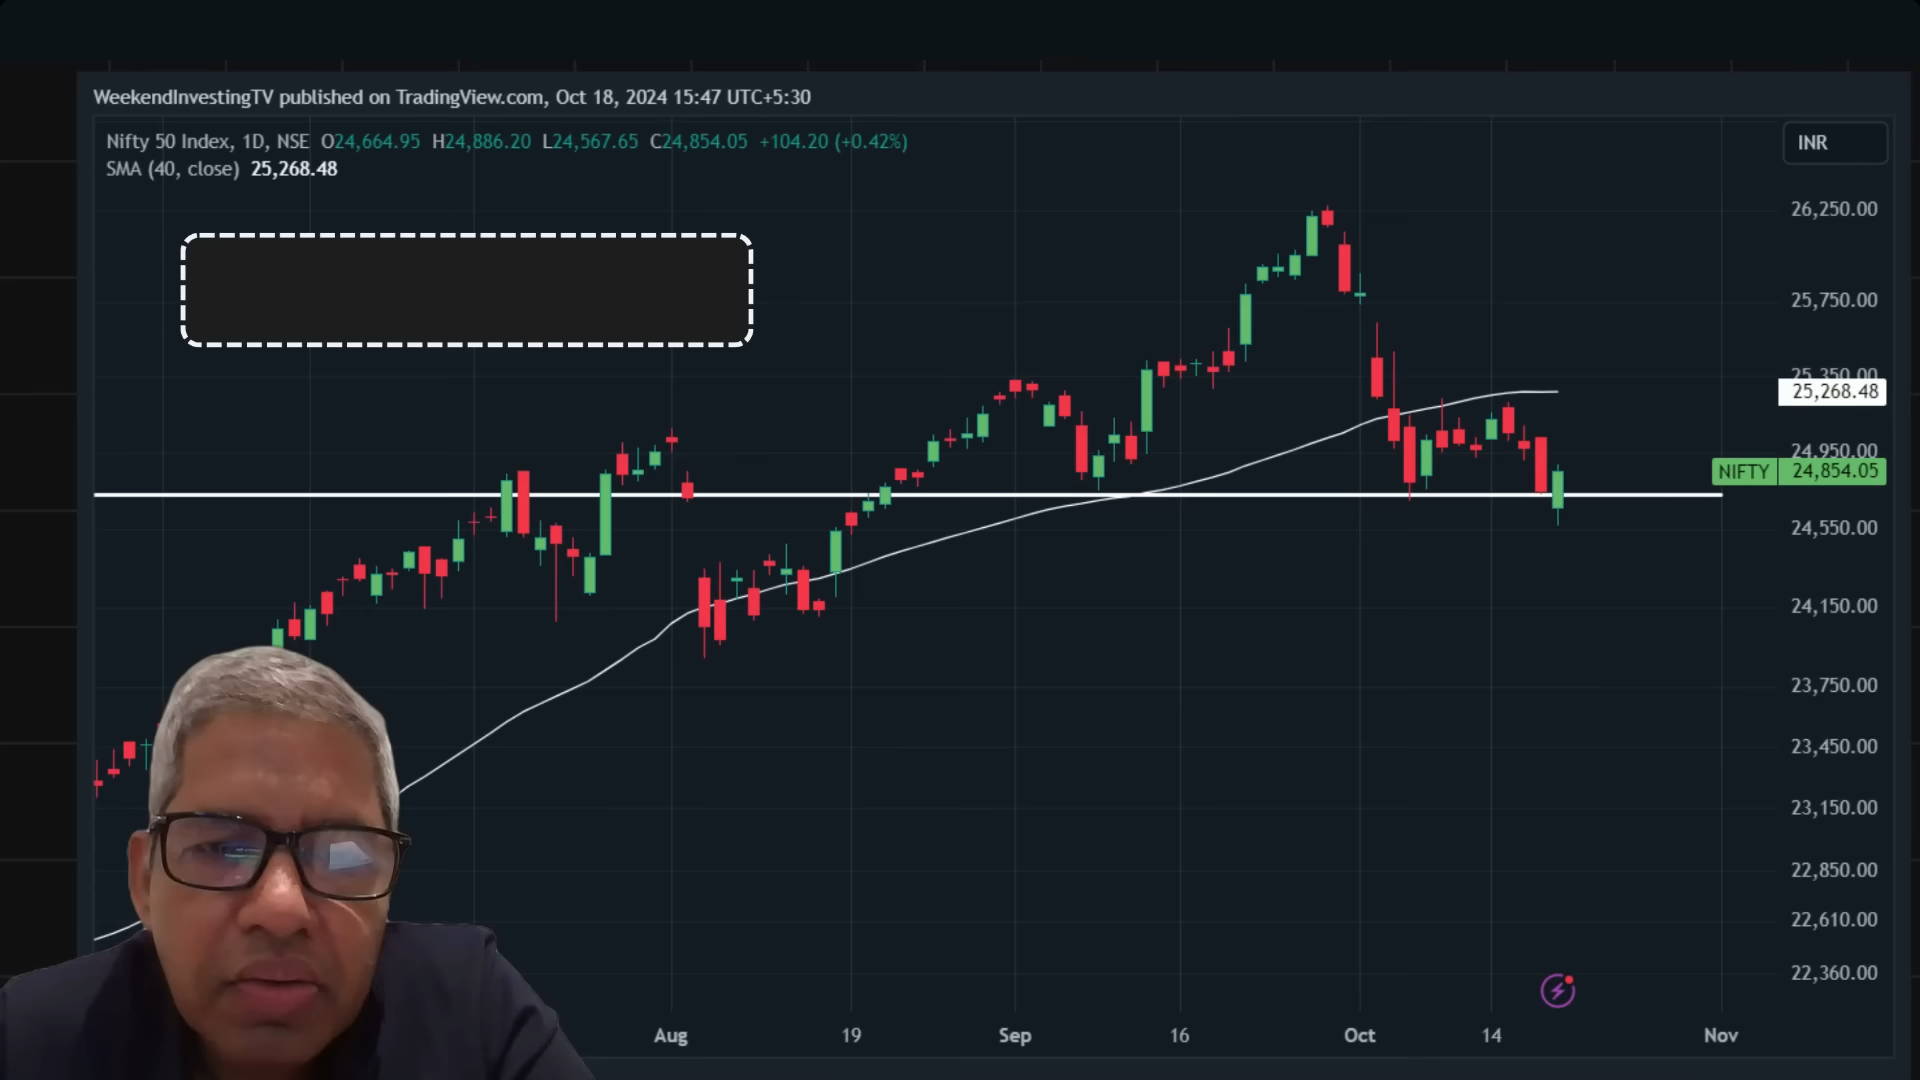 WeekendInvestingTV published on TradingView.com, Oct 18, 2024 15:47 UTC+5:30
Nifty 50 Index, 1D, NSE O24,664.95 H24,886.20 L24,567.65 C24,854.05 +104.20 (+0.42%)
INR
SMA (40, close) 25,268.48
26,250.00
25,750.00
25,350.00
25,268.48
24,950.00
NIFTY 24,854.05
24,550.00
24,150.00
23,750.00
23,450.00
23,150.00
22,850.00
22,610.00
22,360.00
Aug 19 Sep 16 Oct 14 Nov